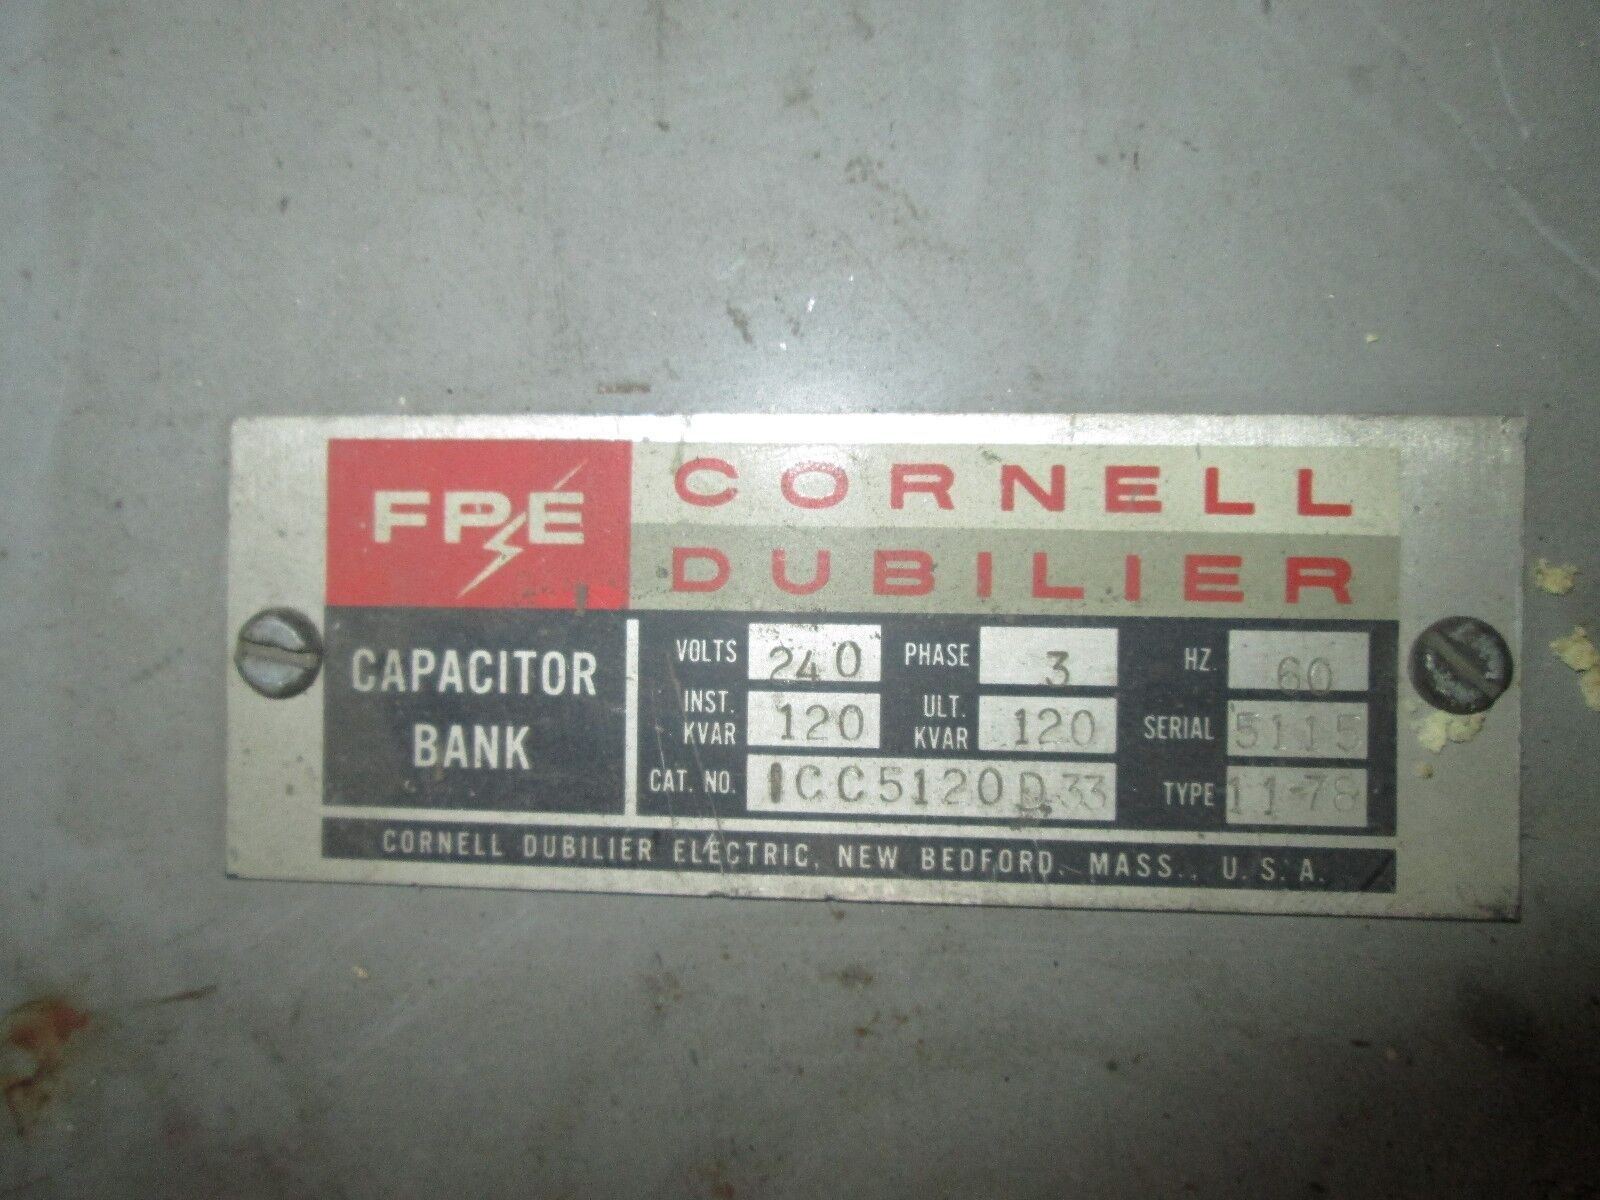 FPE CORNELL
DUBILIER
CAPACITOR
BANK
VOLTS 240 PHASE 3 HZ. 60
INST. KVAR 120 ULT. KVAR 120 SERIAL 5115
CAT. NO. 1CC5120D33 TYPE 11-78
CORNELL DUBILIER ELECTRIC, NEW BEDFORD, MASS., U.S.A.